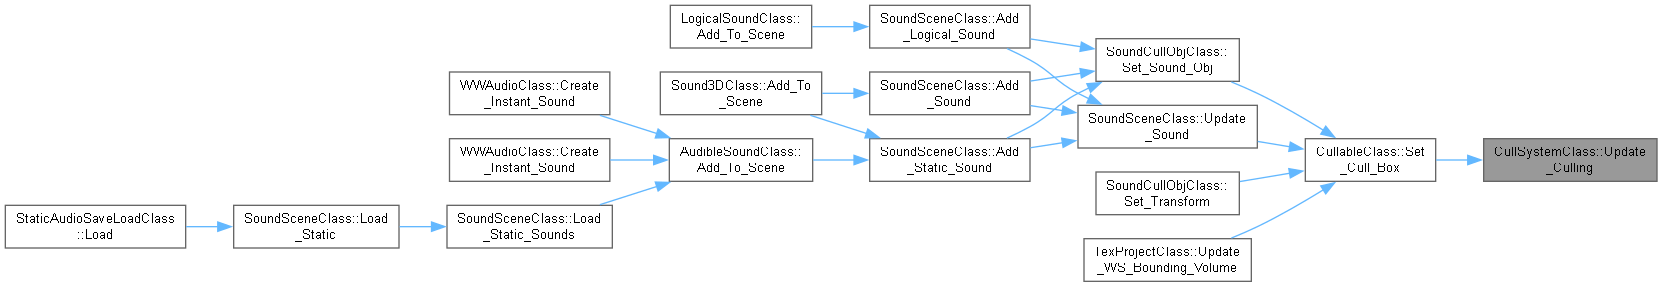 LogicalSoundClass::
Add_To_Scene
SoundSceneClass::Add
_Logical_Sound
SoundCullObjClass::
Set_Sound_Obj
WWAudioClass::Create
_Instant_Sound
Sound3DClass::Add_To
_Scene
SoundSceneClass::Add
_Sound
SoundSceneClass::Update
_Sound
WWAudioClass::Create
_Instant_Sound
AudibleSoundClass::
Add_To_Scene
SoundSceneClass::Add
_Static_Sound
CullableClass::Set
_Cull_Box
CullSystemClass::Update
_Culling
SoundCullObjClass::
Set_Transform
StaticAudioSaveLoadClass
::Load
SoundSceneClass::Load
_Static
SoundSceneClass::Load
_Static_Sounds
TexProjectClass::Update
_WS_Bounding_Volume